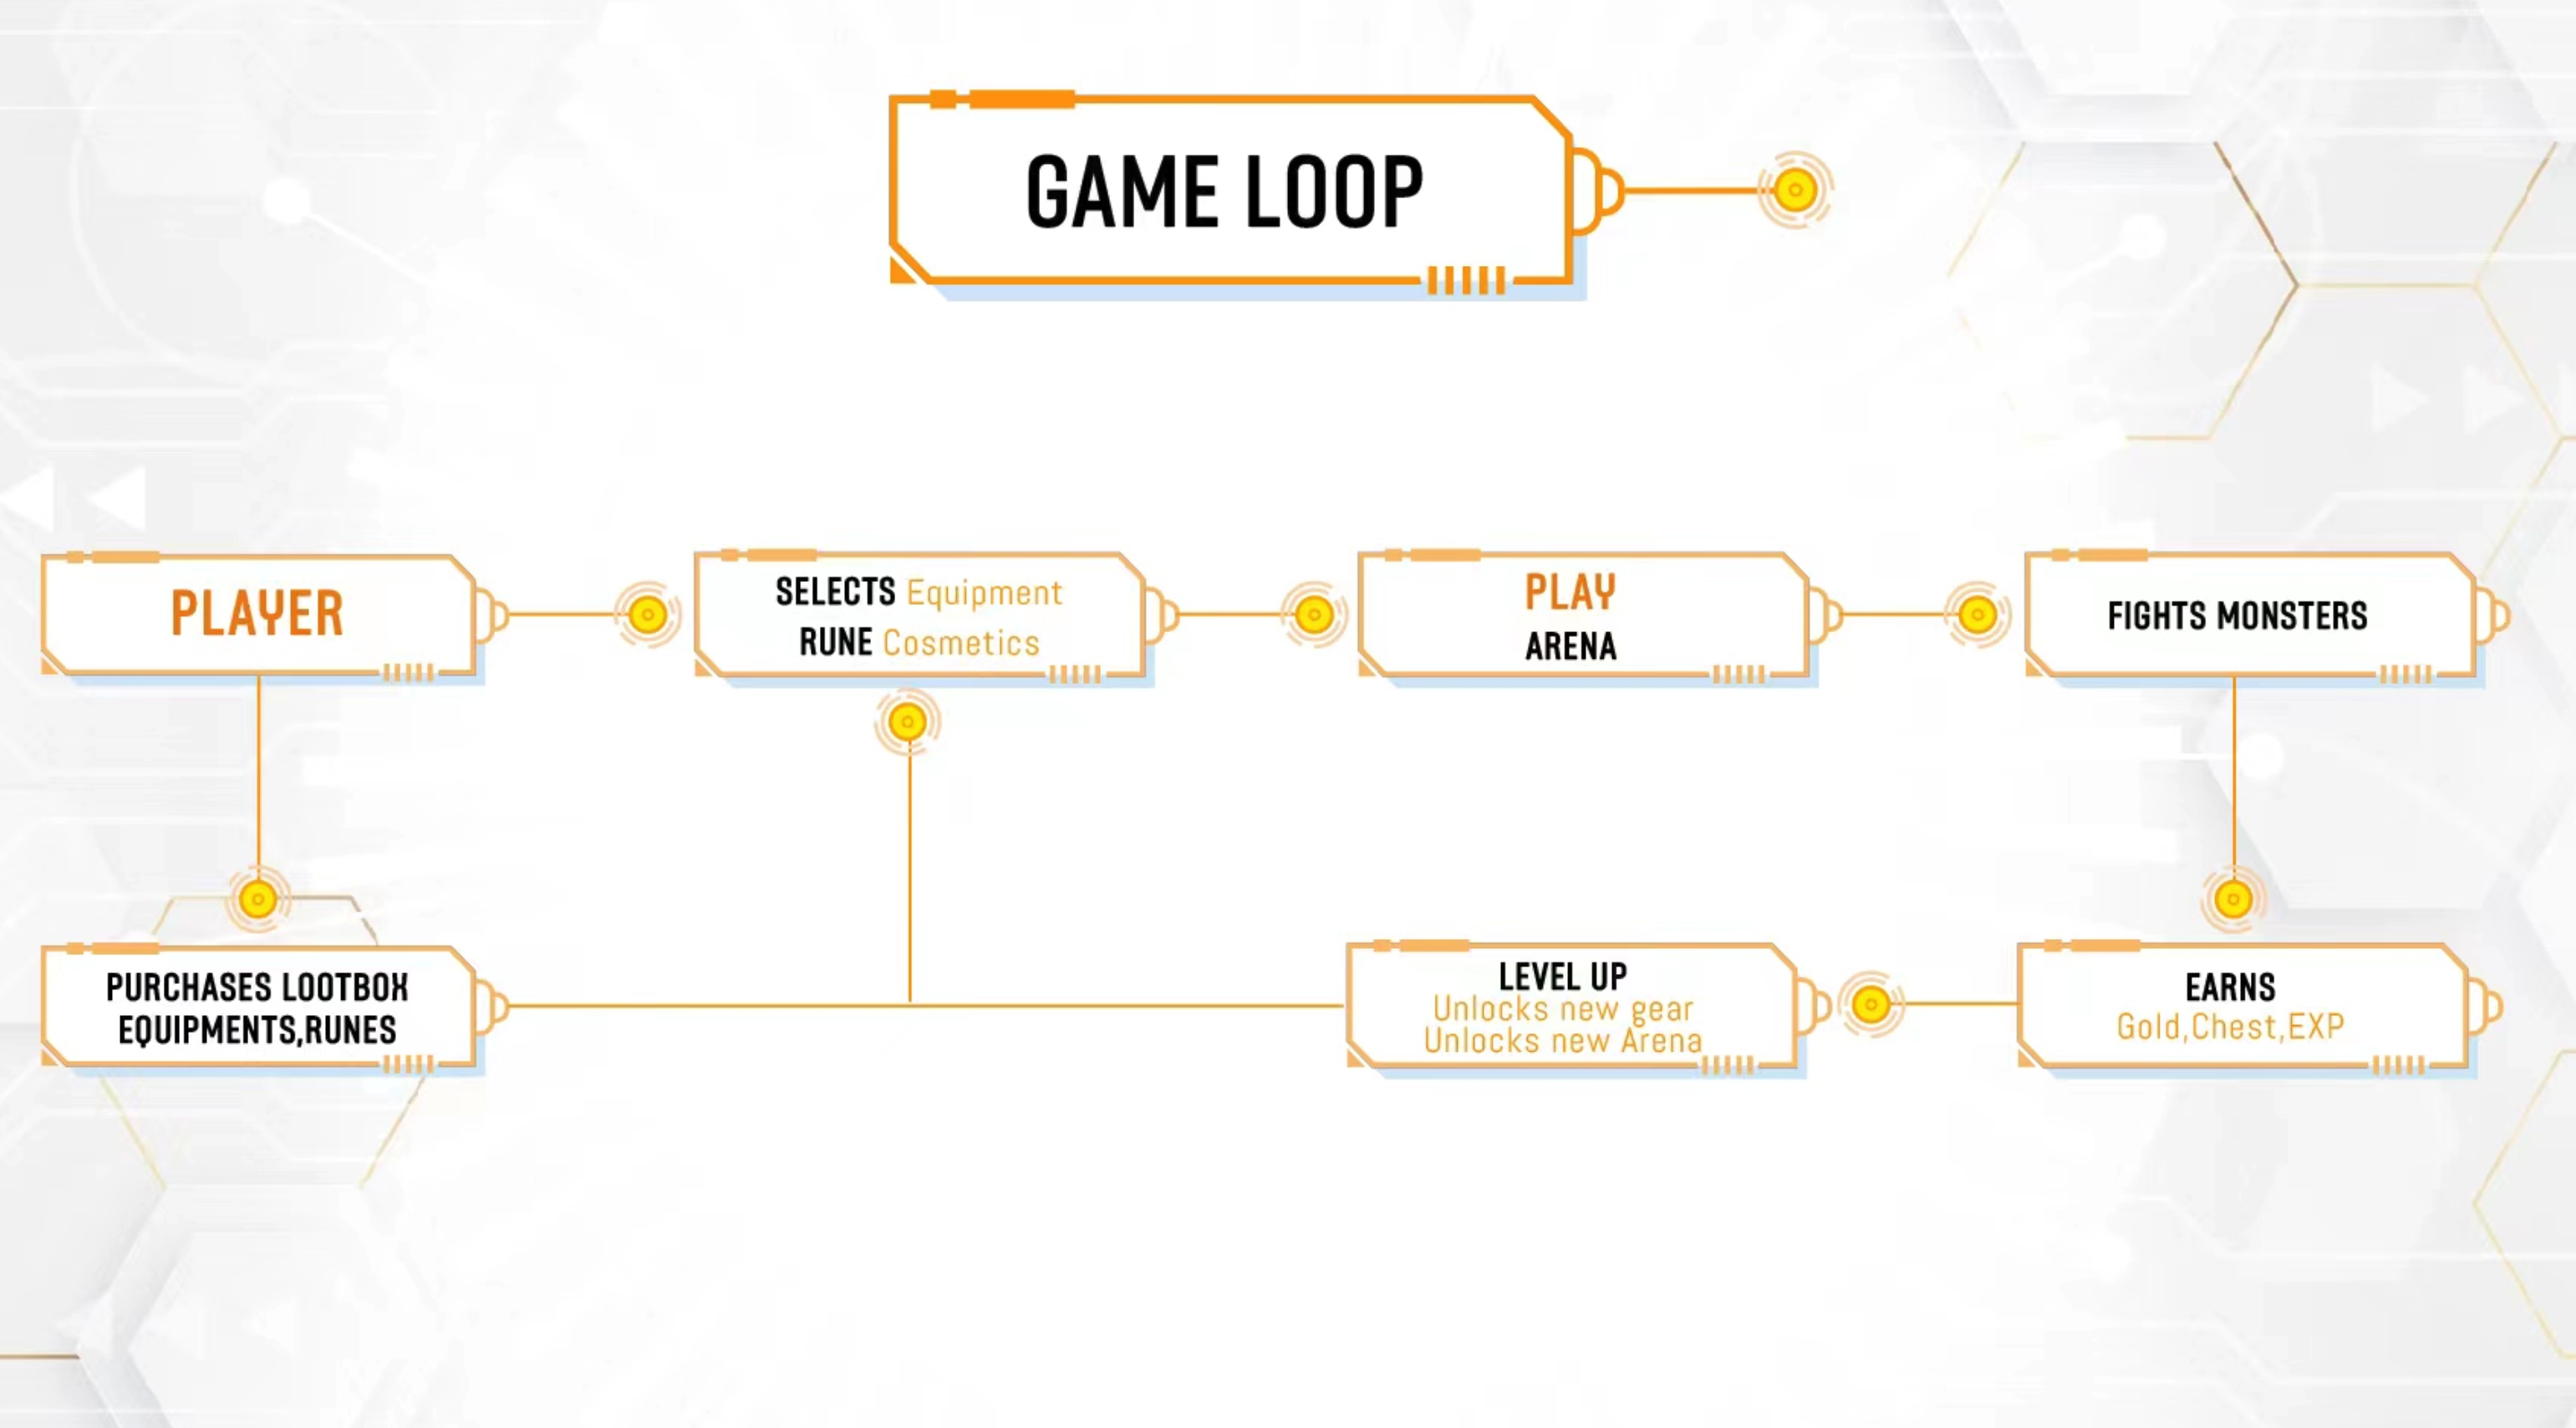 GAME LOOP
PLAYER
SELECTS Equipment
RUNE Cosmetics
PLAY
ARENA
FIGHTS MONSTERS
PURCHASES LOOTBOX
EQUIPMENTS,RUNES
LEVEL UP
Unlocks new gear
Unlocks new Arena
EARNS
Gold,Chest,EXP